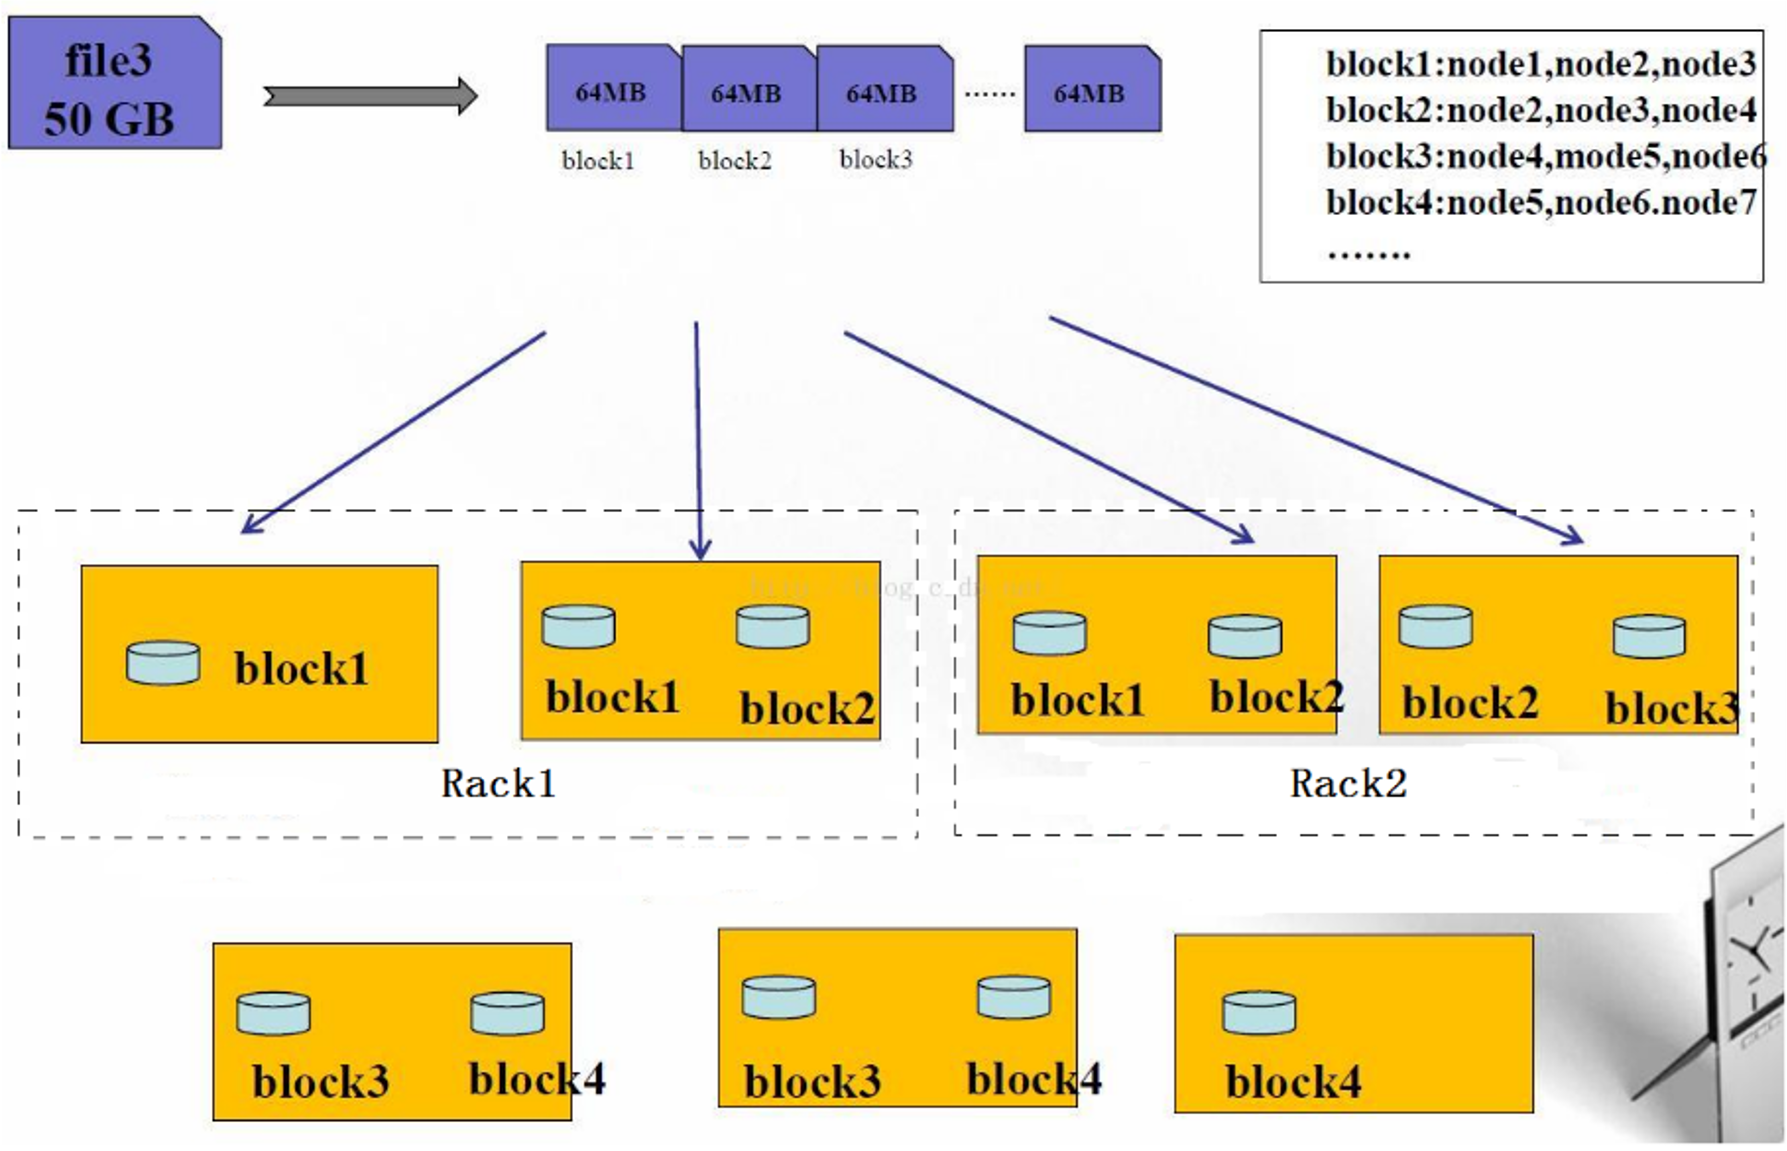 file3
50 GB
64MB 64MB 64MB ...... 64MB
block1 block2 block3
block1:node1,node2,node3
block2:node2,node3,node4
block3:node4,mode5,node6
block4:node5,node6.node7
.......
block1
block1 block2
block1 block2
block2 block3
Rack1
Rack2
block3 block4
block3 block4
block4